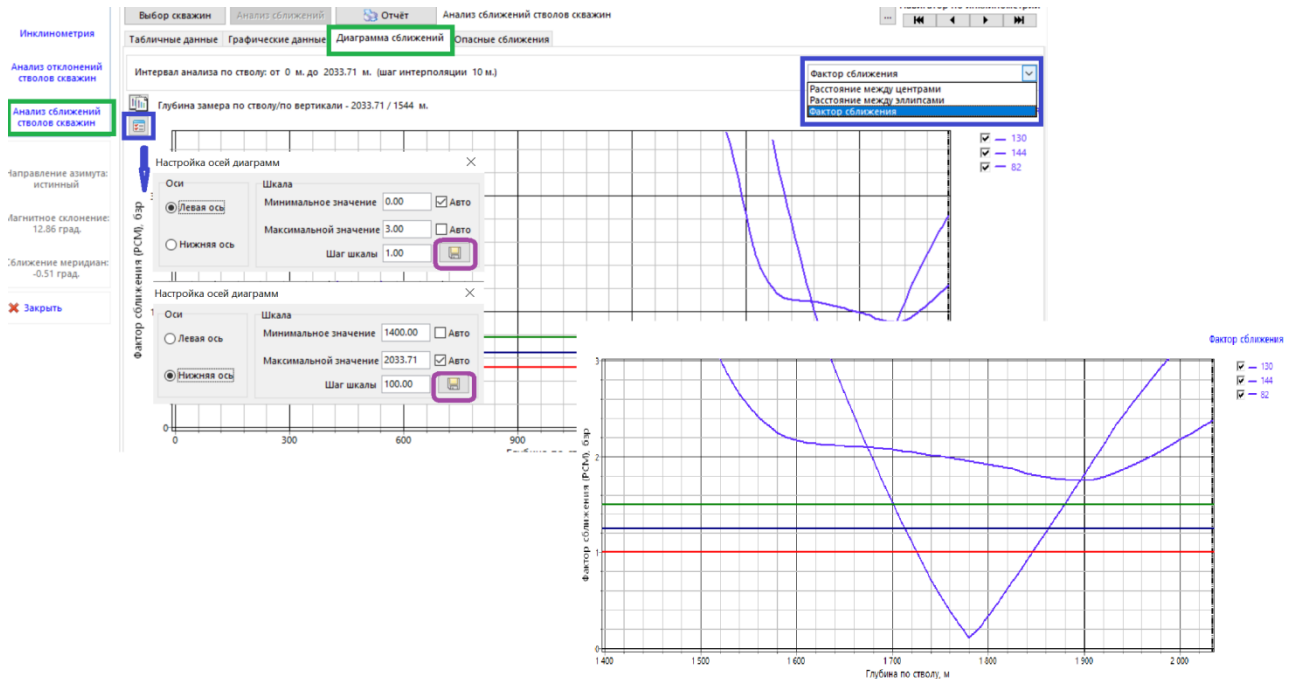 Выбор скважин
Анализ сближений
Отчёт
Анализ сближений стволов скважин
...
Инклинометрия
Анализ отклонений
стволов скважин
Анализ сближений
стволов скважин
Направление азимута:
истинный
Магнитное склонение:
12.86 град.
Сближение меридиан:
-0.51 град.
Закрыть
Табличные данные
Графические данные
Диаграмма сближений
Опасные сближения
Интервал анализа по стволу: от 0 м. до 2033.71 м. (шаг интерполяции 10 м.)
Фактор сближения
Расстояние между центрами
Расстояние между эллипсами
Фактор сближения
Глубина замера по стволу/по вертикали - 2033.71 / 1544 м.
130
144
82
Фактор сближения (РСМ), бзр
Настройка осей диаграмм
Оси
Левая ось
Нижняя ось
Шкала
Минимальное значение 0.00 Авто
Максимальной значение 3.00 Авто
Шаг шкалы 1.00
Настройка осей диаграмм
Оси
Левая ось
Нижняя ось
Шкала
Минимальное значение 1400.00 Авто
Максимальной значение 2033.71 Авто
Шаг шкалы 100.00
0
0 300 600 900
Фактор сближения
130
144
82
Фактор сближения (РСМ), бзр
3
2
1
0
1 400 1 500 1 600 1 700 1 800 1 900 2 000
Глубина по стволу, м